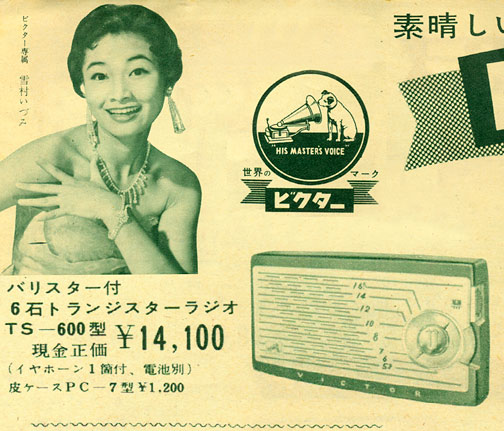 ビクター専属 雪村いづみ
素晴しい
"HIS MASTER'S VOICE"
世界の マーク
ビクター
バリスター付
6石トランジスターラジオ
TS—600型 ¥14,100
現金正価
(イヤホーン1箇付、電池別)
皮ケースPC—7型¥1,200
16
14
12
10
8
7
6
5½
VICTOR